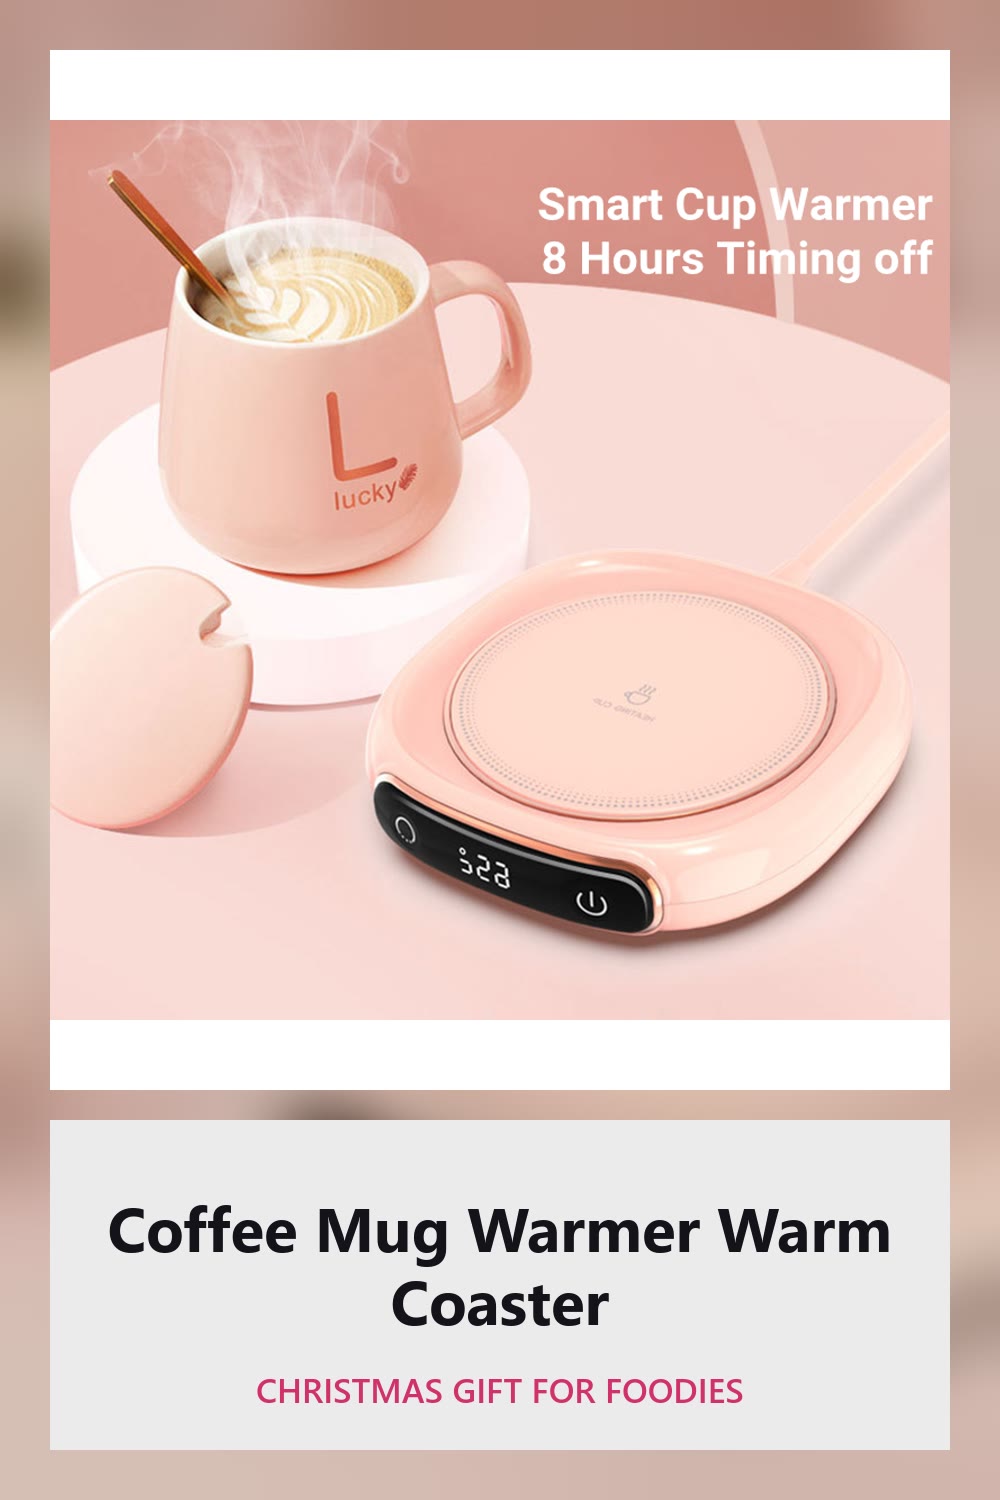 Smart Cup Warmer
8 Hours Timing off
L
lucky
Coffee Mug Warmer Warm
Coaster
CHRISTMAS GIFT FOR FOODIES